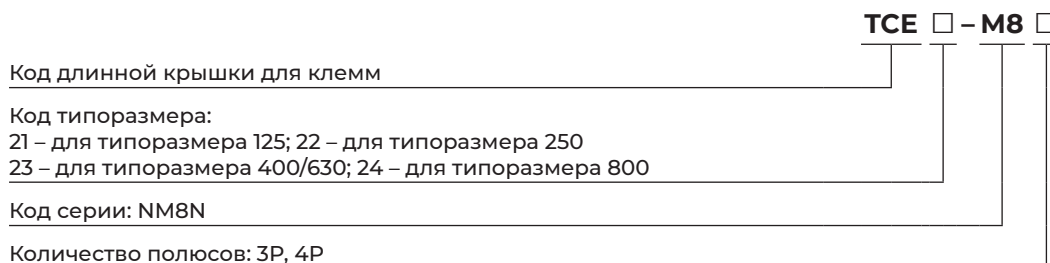 TCE □ – M8 □
Код длинной крышки для клемм
Код типоразмера:
21 – для типоразмера 125; 22 – для типоразмера 250
23 – для типоразмера 400/630; 24 – для типоразмера 800
Код серии: NM8N
Количество полюсов: 3P, 4P